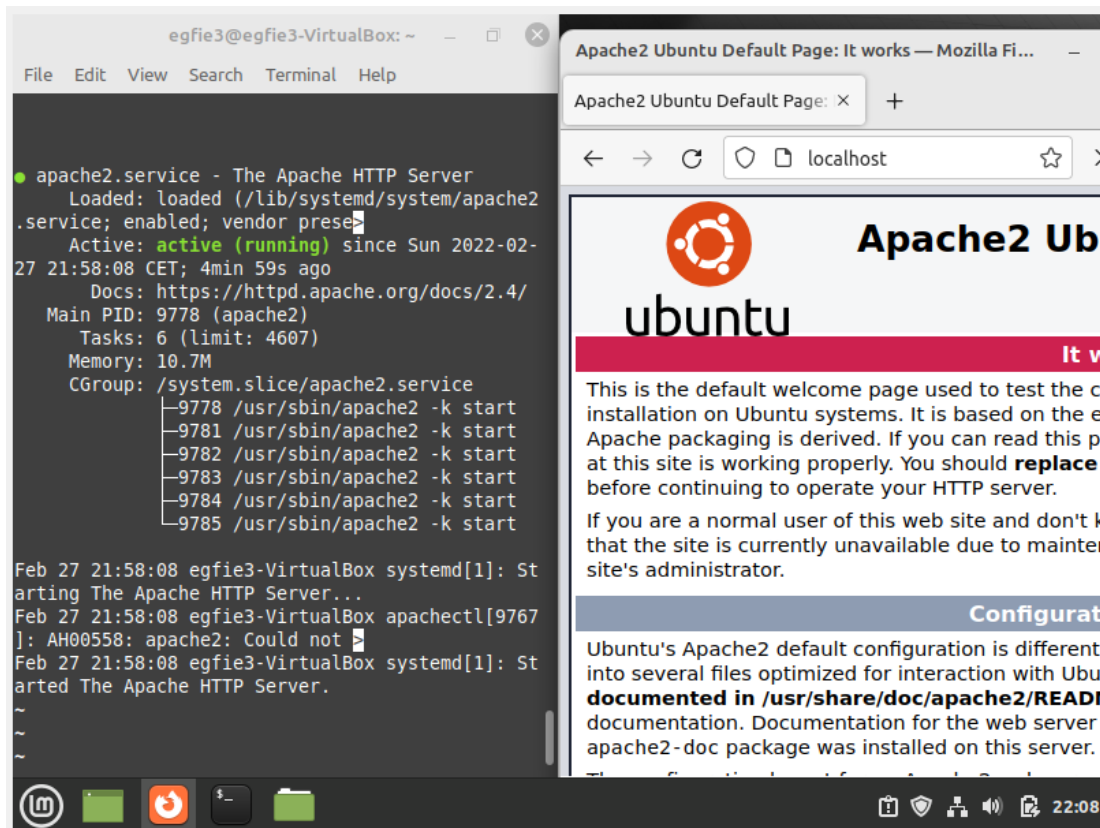 egfie3@egfie3-VirtualBox: ~
File Edit View Search Terminal Help
● apache2.service - The Apache HTTP Server
Loaded: loaded (/lib/systemd/system/apache2
.service; enabled; vendor prese>
Active: active (running) since Sun 2022-02-
27 21:58:08 CET; 4min 59s ago
Docs: https://httpd.apache.org/docs/2.4/
Main PID: 9778 (apache2)
Tasks: 6 (limit: 4607)
Memory: 10.7M
CGroup: /system.slice/apache2.service
├─9778 /usr/sbin/apache2 -k start
├─9781 /usr/sbin/apache2 -k start
├─9782 /usr/sbin/apache2 -k start
├─9783 /usr/sbin/apache2 -k start
├─9784 /usr/sbin/apache2 -k start
└─9785 /usr/sbin/apache2 -k start
Feb 27 21:58:08 egfie3-VirtualBox systemd[1]: St
arting The Apache HTTP Server...
Feb 27 21:58:08 egfie3-VirtualBox apachectl[9767
]: AH00558: apache2: Could not >
Feb 27 21:58:08 egfie3-VirtualBox systemd[1]: St
arted The Apache HTTP Server.
~
~
~
Apache2 Ubuntu Default Page: It works — Mozilla Fi...
Apache2 Ubuntu Default Page:
localhost
ubuntu
Apache2 Ub
It w
This is the default welcome page used to test the c
installation on Ubuntu systems. It is based on the e
Apache packaging is derived. If you can read this p
at this site is working properly. You should replace
before continuing to operate your HTTP server.
If you are a normal user of this web site and don't k
that the site is currently unavailable due to mainte
site's administrator.
Configurat
Ubuntu's Apache2 default configuration is different
into several files optimized for interaction with Ubu
documented in /usr/share/doc/apache2/READ
documentation. Documentation for the web server
apache2-doc package was installed on this server.
22:08